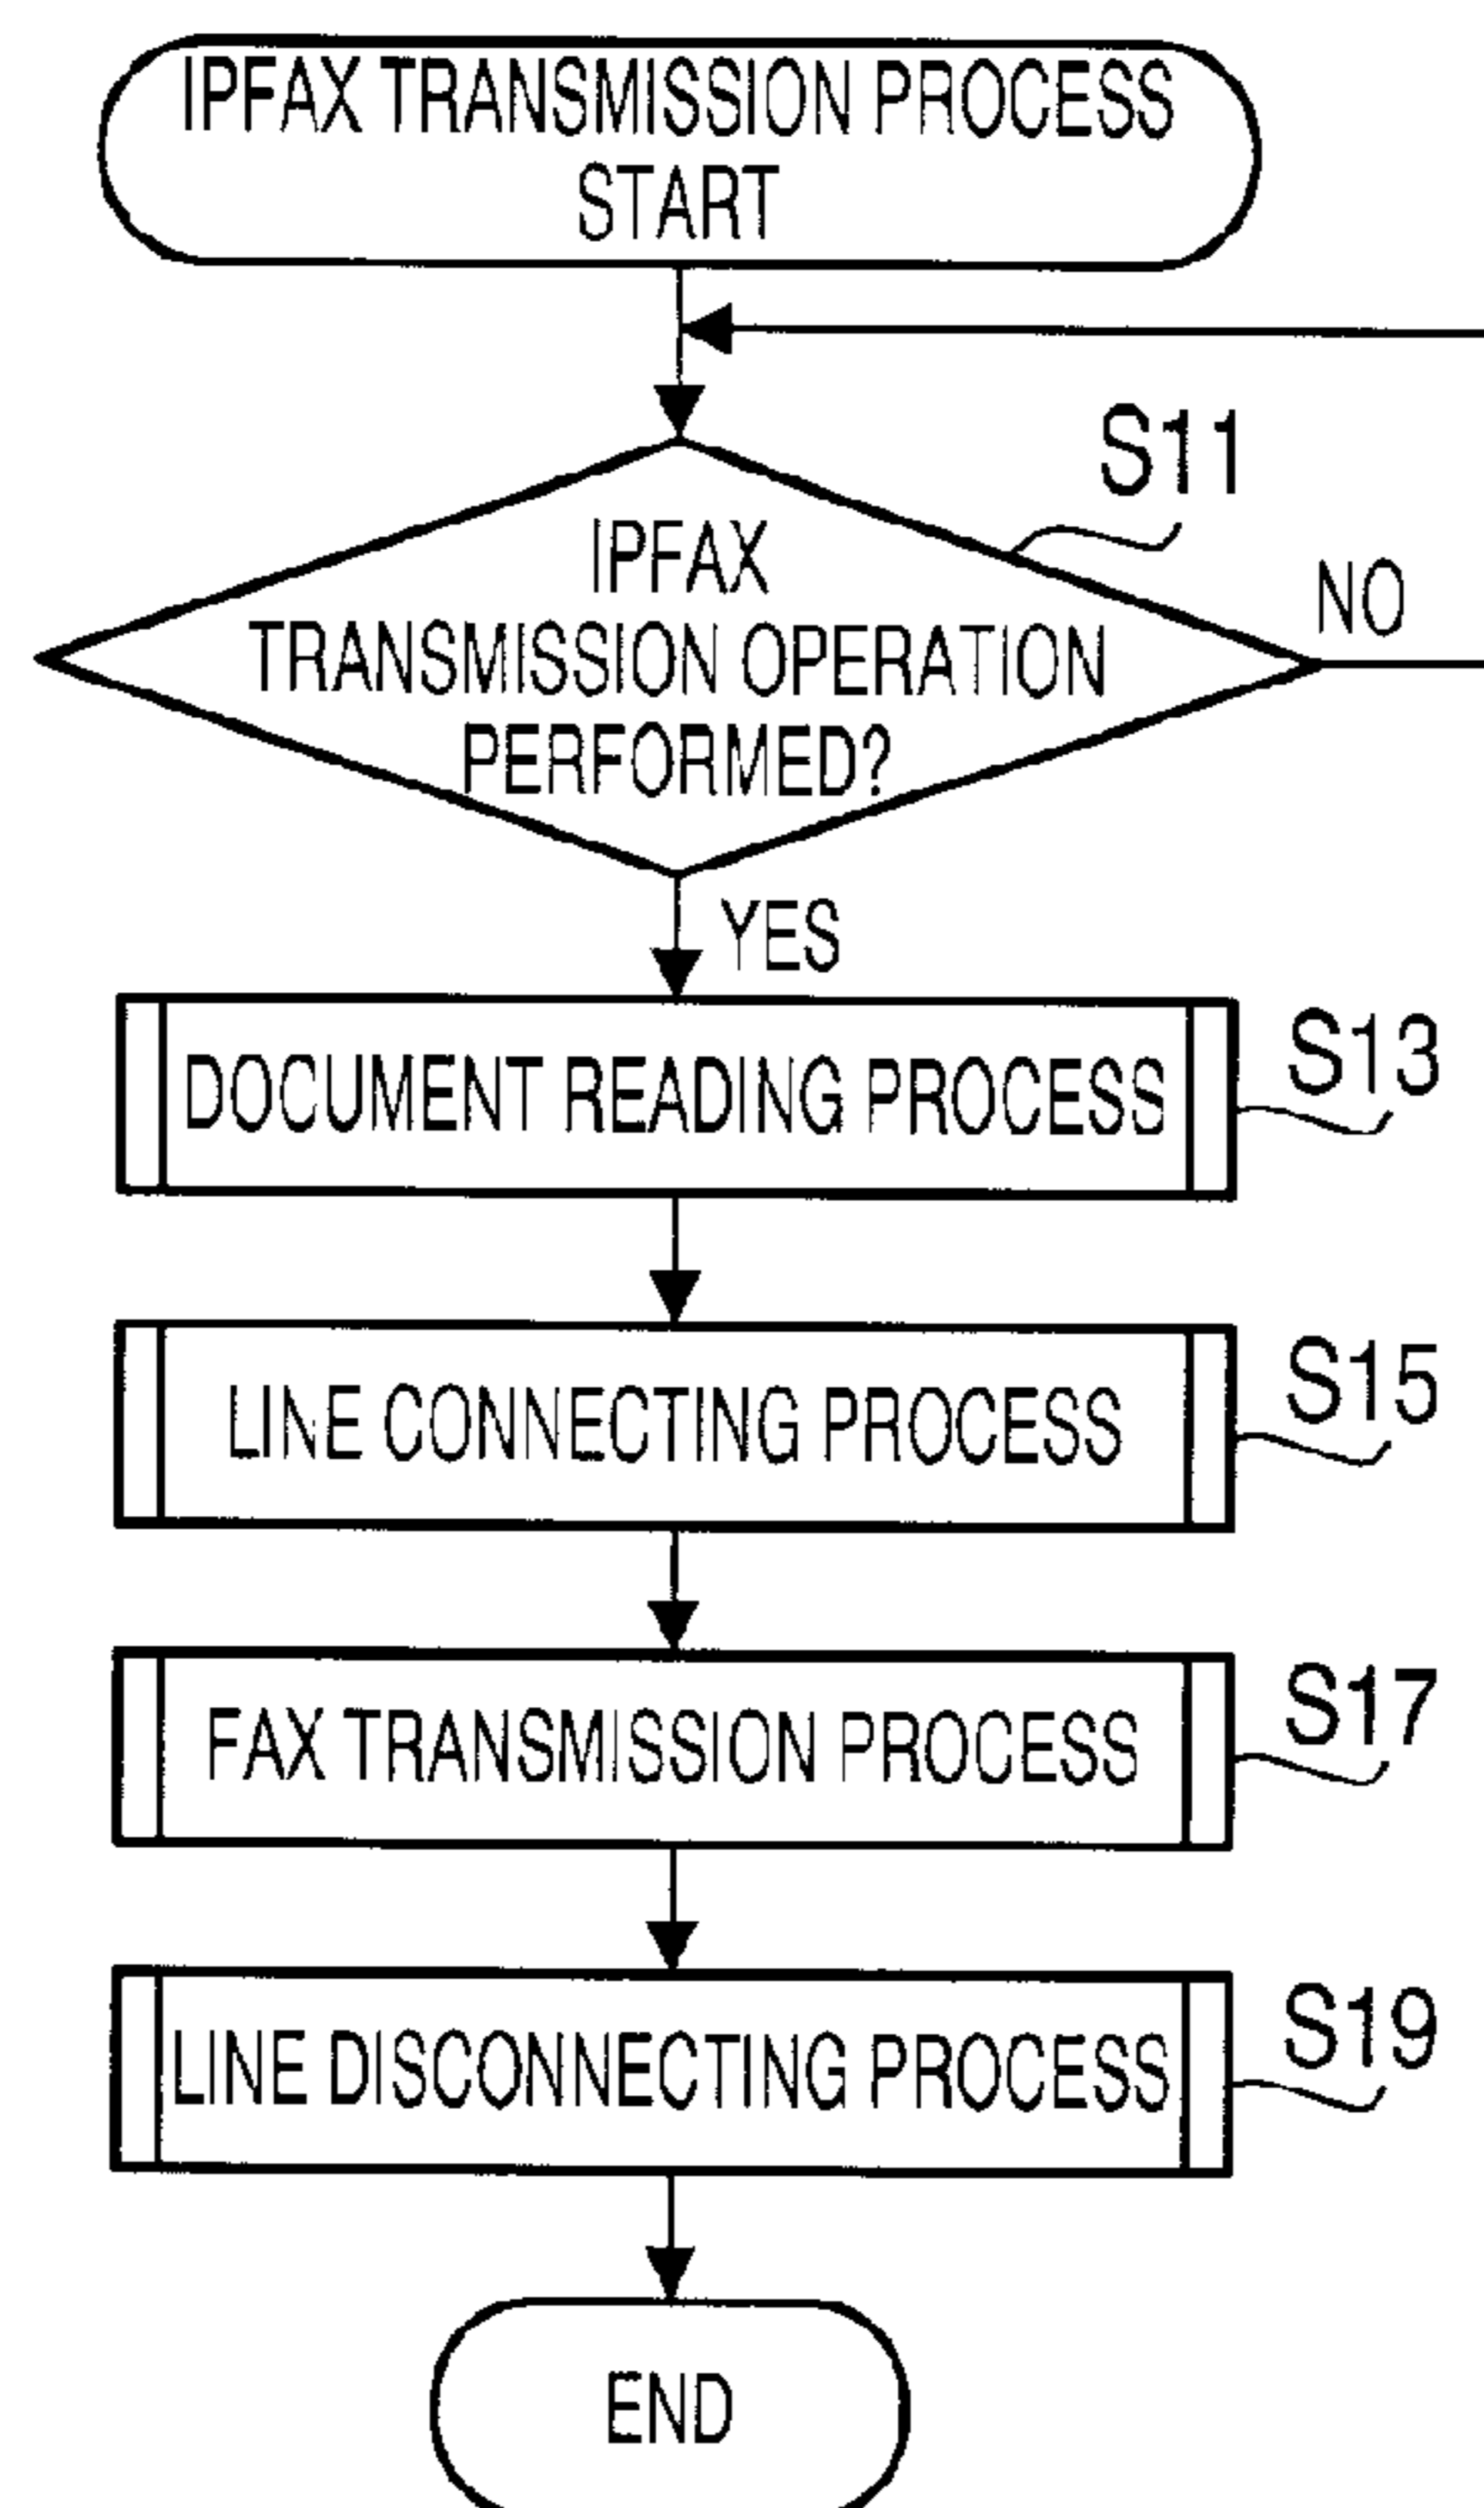 IPFAX TRANSMISSION PROCESS
START
S11
IPFAX
TRANSMISSION OPERATION
PERFORMED?
NO
YES
DOCUMENT READING PROCESS
S13
LINE CONNECTING PROCESS
S15
FAX TRANSMISSION PROCESS
S17
LINE DISCONNECTING PROCESS
S19
END